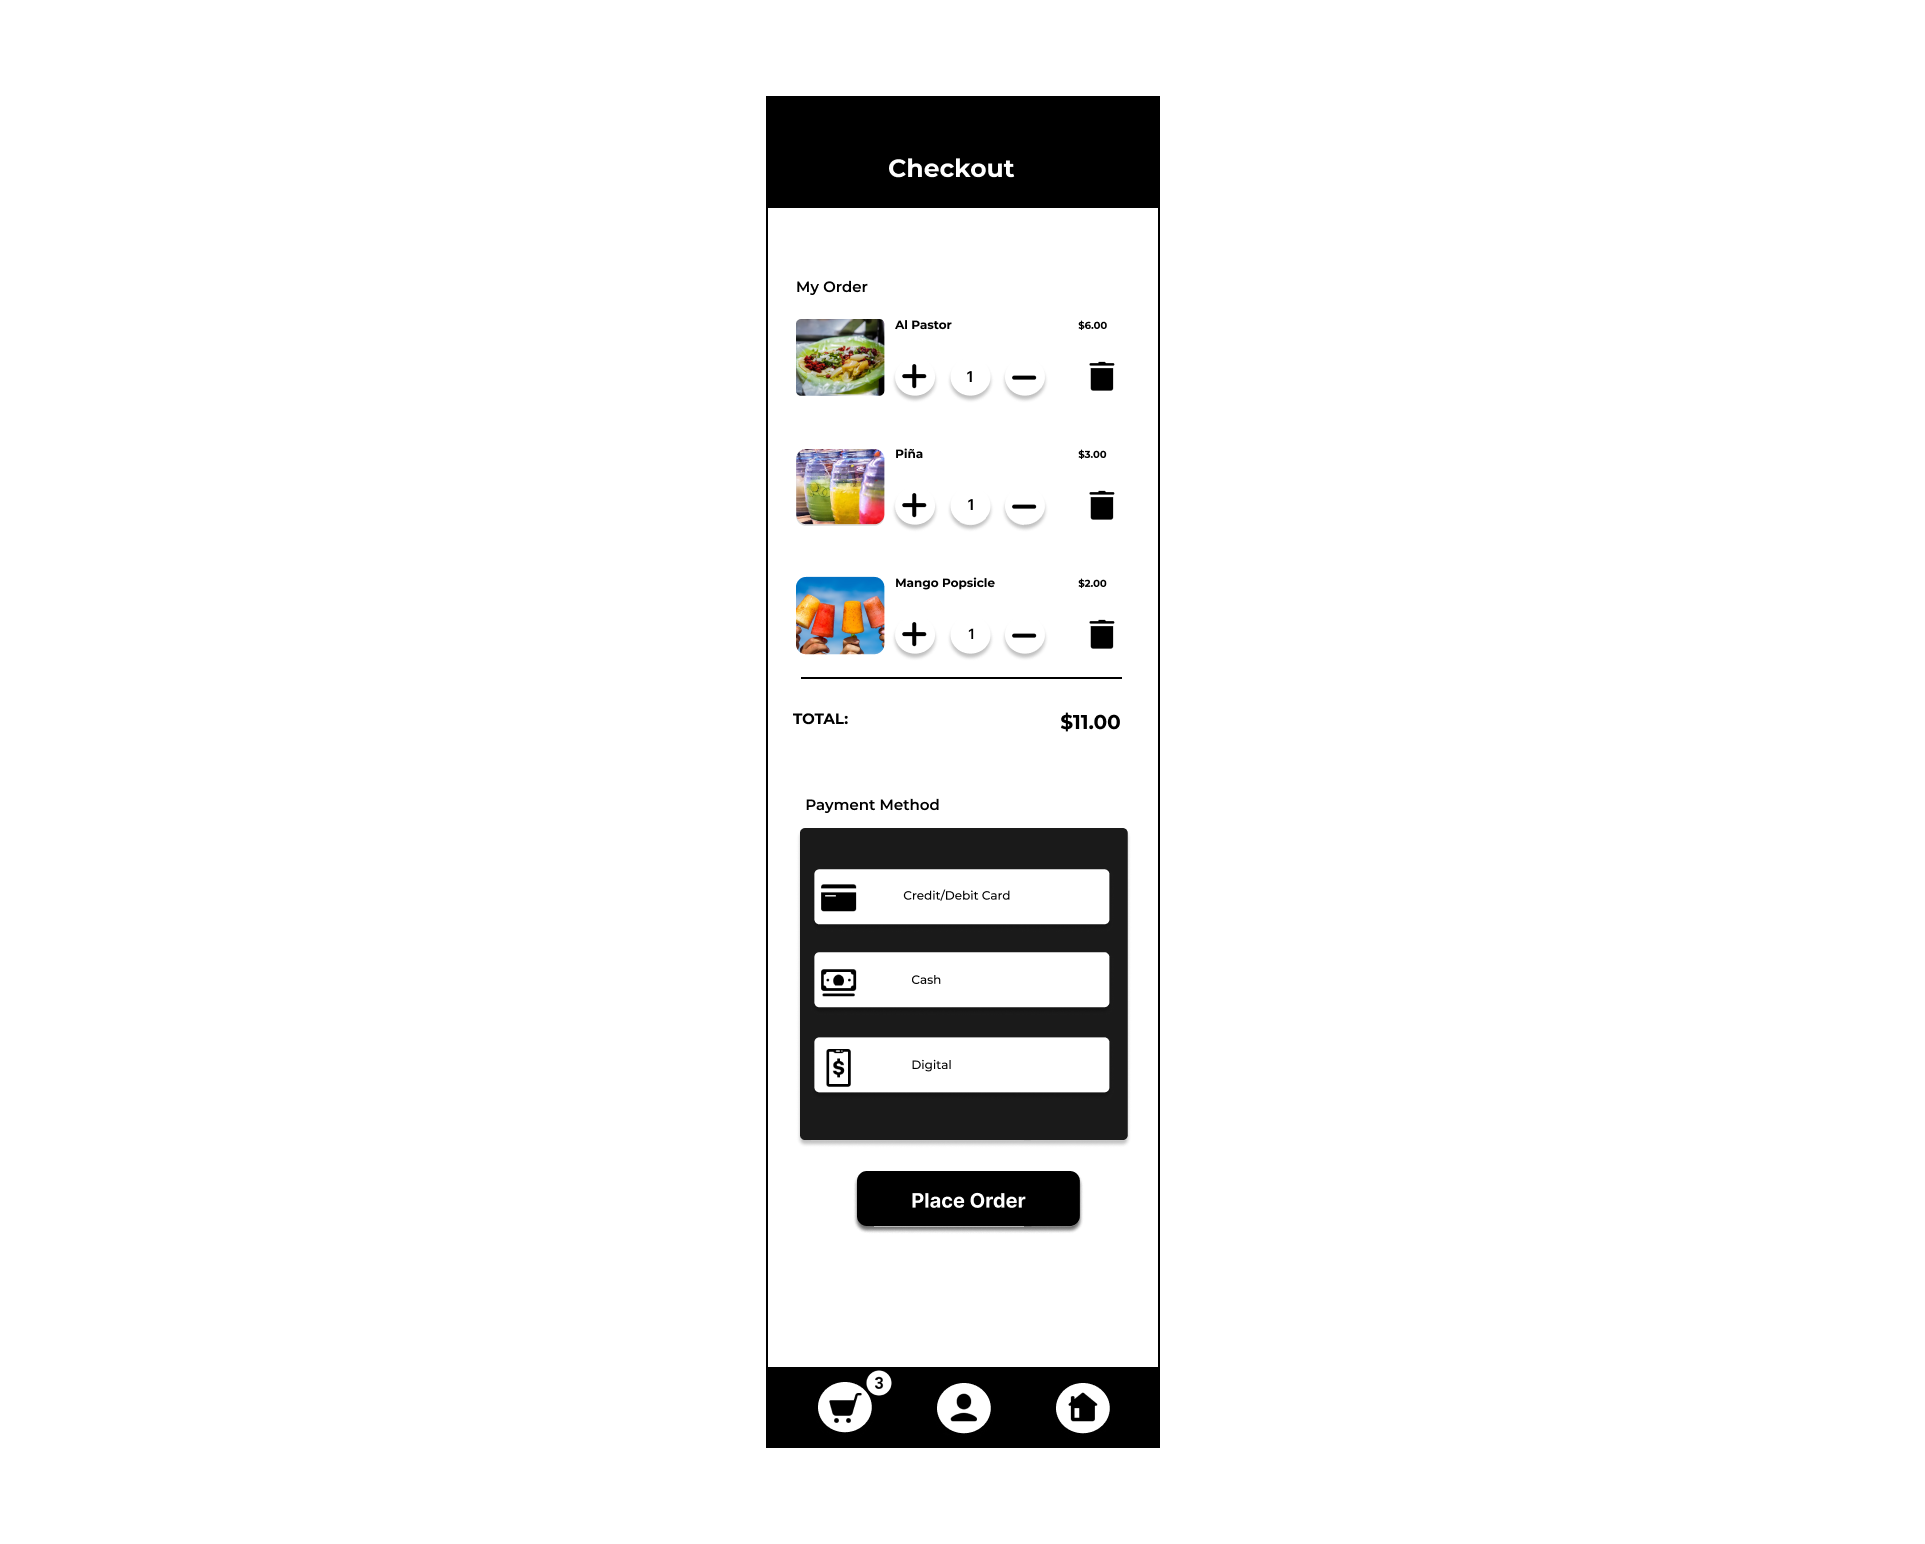 Checkout
My Order
Al Pastor $6.00
1
Piña $3.00
1
Mango Popsicle $2.00
1
TOTAL: $11.00
Payment Method
Credit/Debit Card
Cash
$ Digital
Place Order
3